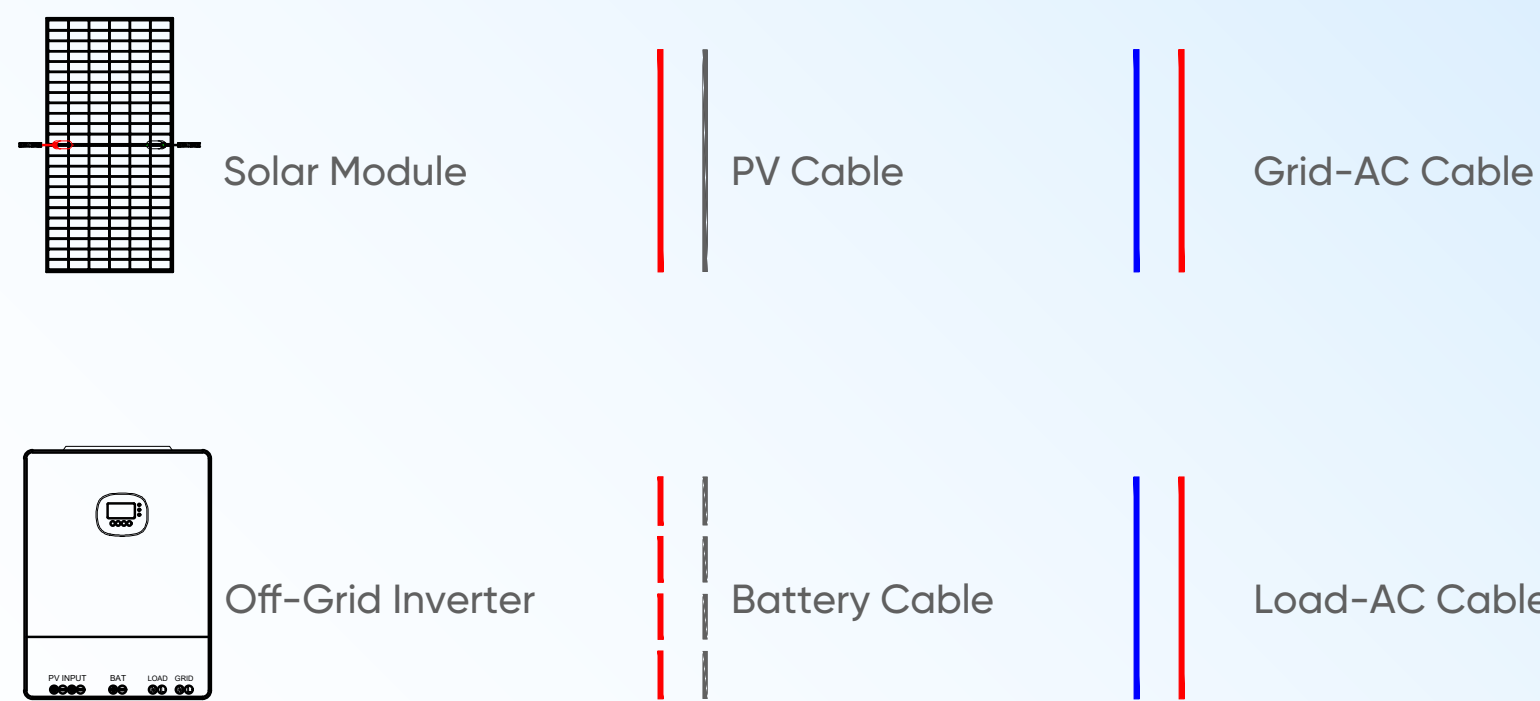 Solar Module
PV Cable
Grid-AC Cable
Off-Grid Inverter
Battery Cable
Load-AC Cable
PV INPUT BAT LOAD GRID